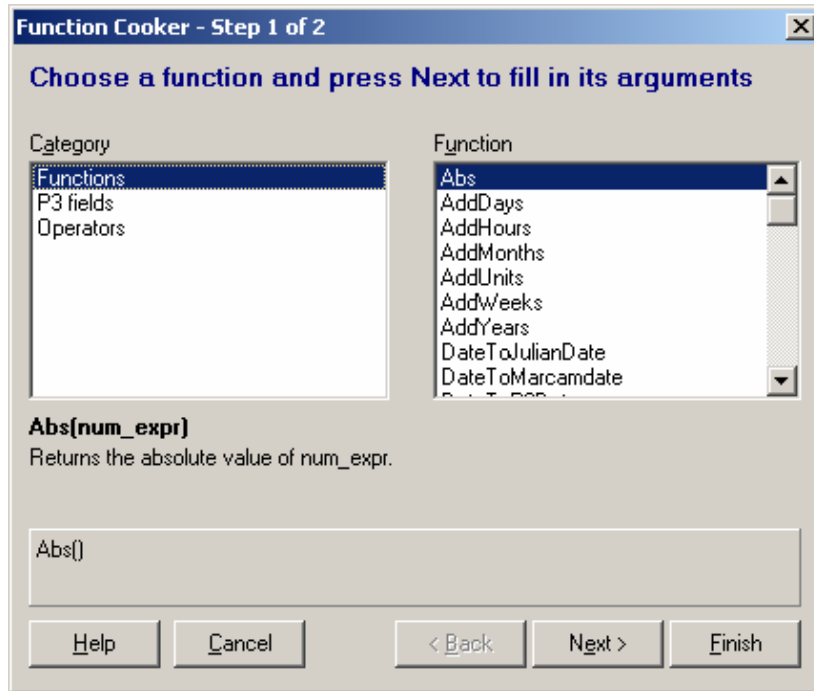 Function Cooker - Step 1 of 2
Choose a function and press Next to fill in its arguments
Category
Functions
P3 fields
Operators
Function
Abs
AddDays
AddHours
AddMonths
AddUnits
AddWeeks
AddYears
DateToJulianDate
DateToMarcamdate
Abs(num_expr)
Returns the absolute value of num_expr.
Abs()
Help
Cancel
< Back
Next >
Finish